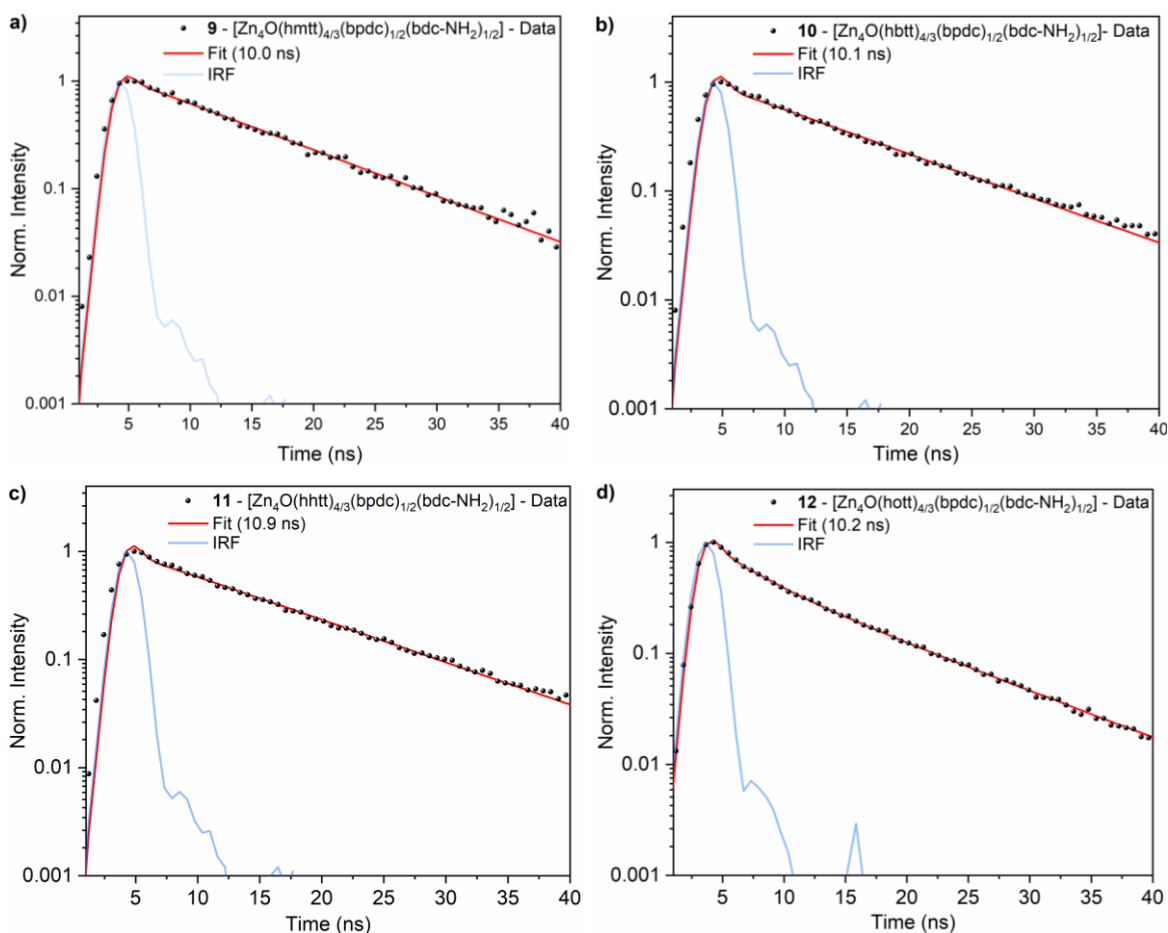 a)
9 - [Zn4O(hmtt)4/3(bpdc)1/2(bdc-NH2)1/2] - Data
Fit (10.0 ns)
IRF
Norm. Intensity
1
0.1
0.01
0.001
5 10 15 20 25 30 35 40
Time (ns)
b)
10 - [Zn4O(hbtt)4/3(bpdc)1/2(bdc-NH2)1/2] - Data
Fit (10.1 ns)
IRF
Norm. Intensity
1
0.1
0.01
0.001
5 10 15 20 25 30 35 40
Time (ns)
c)
11 - [Zn4O(hhtt)4/3(bpdc)1/2(bdc-NH2)1/2] - Data
Fit (10.9 ns)
IRF
Norm. Intensity
1
0.1
0.01
0.001
5 10 15 20 25 30 35 40
Time (ns)
d)
12 - [Zn4O(hott)4/3(bpdc)1/2(bdc-NH2)1/2] - Data
Fit (10.2 ns)
IRF
Norm. Intensity
1
0.1
0.01
0.001
5 10 15 20 25 30 35 40
Time (ns)